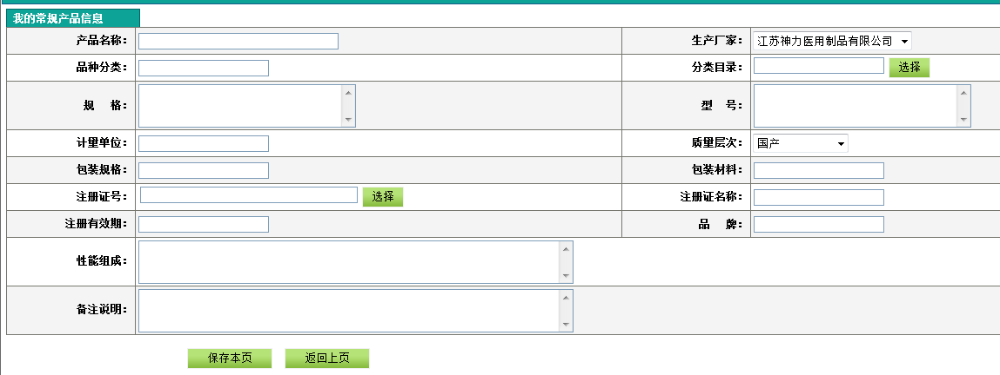 我的常规产品信息
产品名称： 生产厂家： 江苏神力医用制品有限公司
品种分类： 分类目录： 选择
规 格： 型 号：
计量单位： 质量层次： 国产
包装规格： 包装材料：
注册证号： 选择 注册证名称：
注册有效期： 品 牌：
性能组成：
备注说明：
保存本页 返回上页